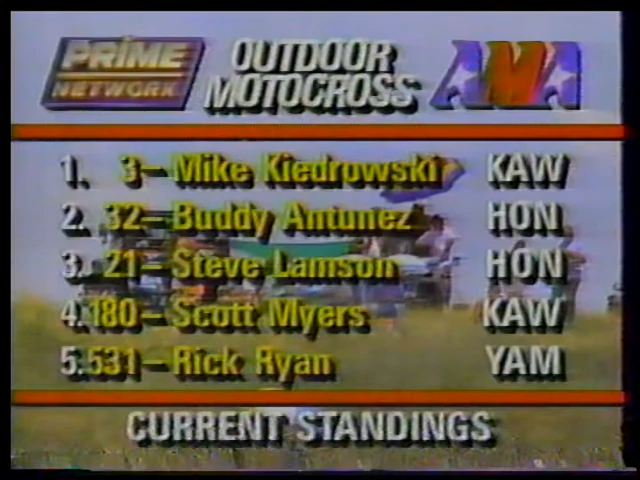 PRIME
NETWORK
OUTDOOR
MOTOCROSS
AMA
1. 3-Mike Kiedrowski KAW
2. 32-Buddy Antunez HON
3. 21-Steve Lamson HON
4.180-Scott Myers KAW
5.531-Rick Ryan YAM
CURRENT STANDINGS